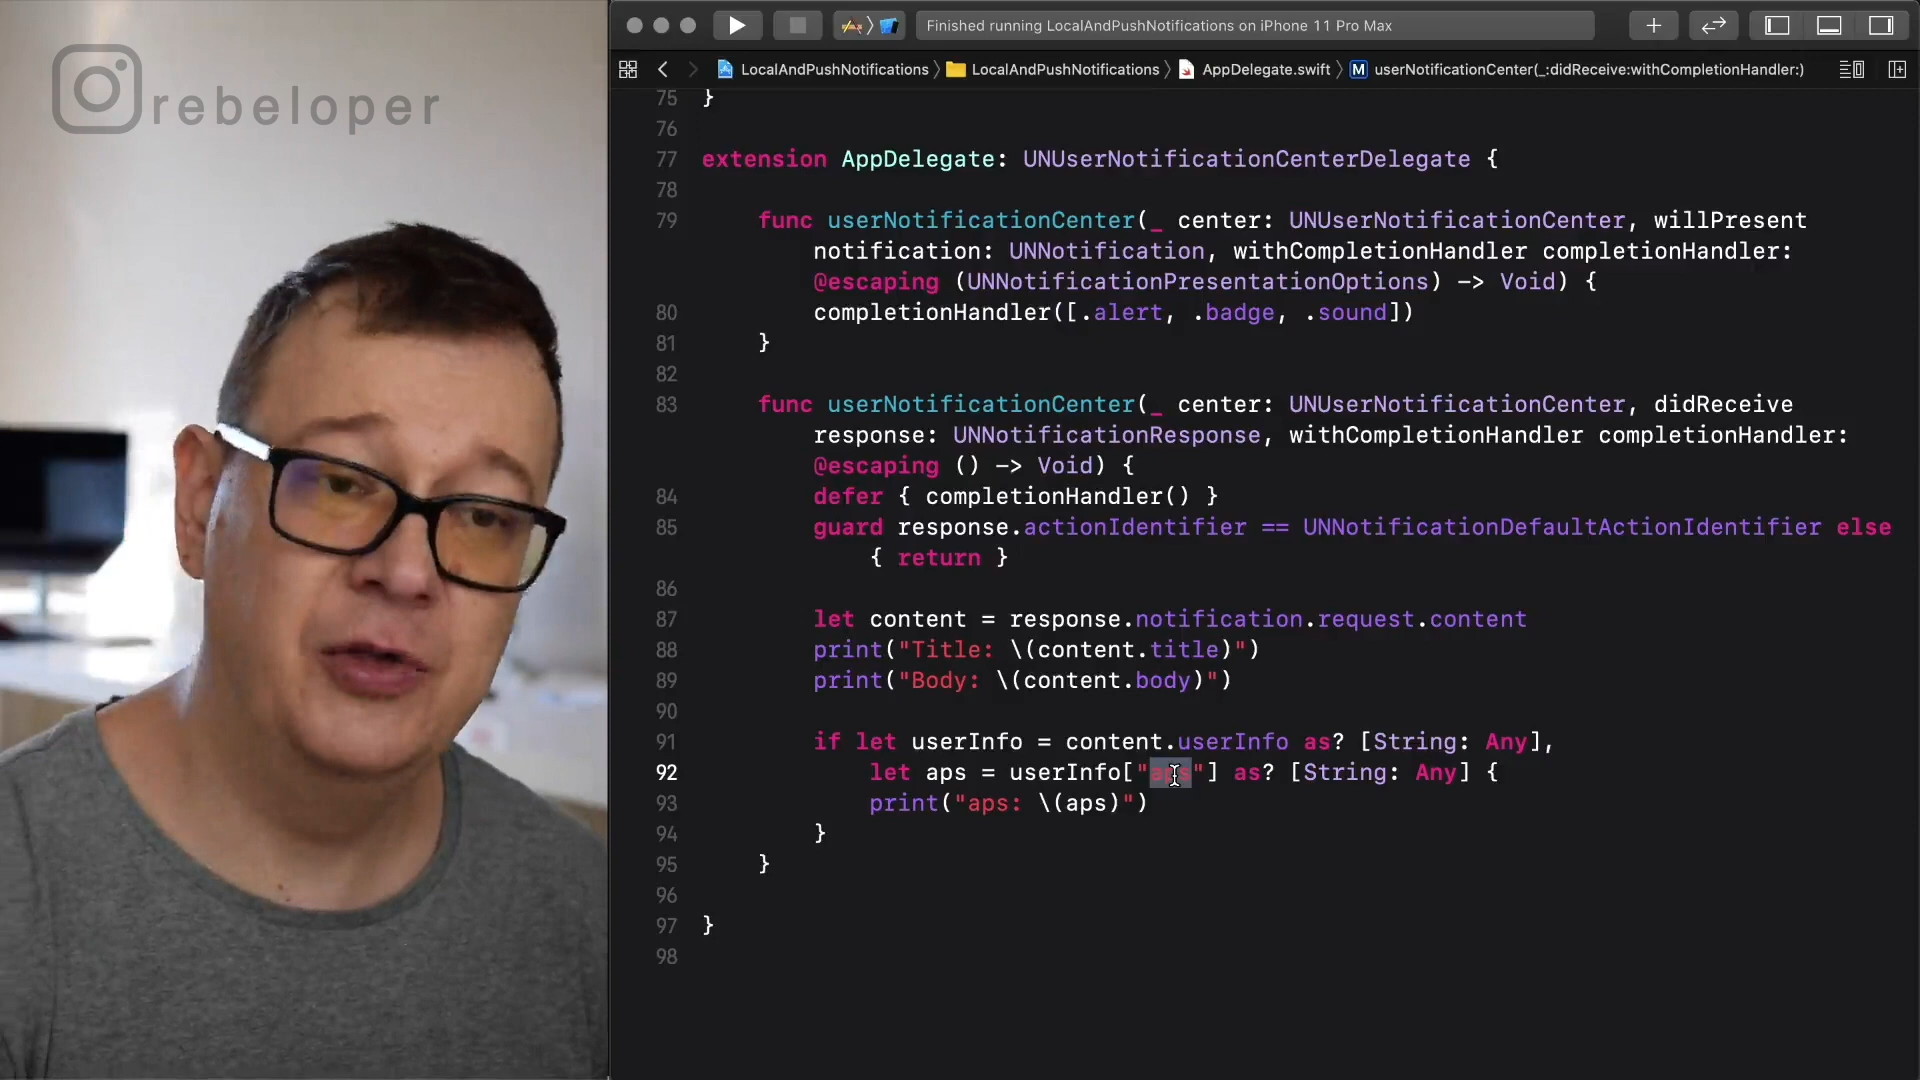 rebeloper
Finished running LocalAndPushNotifications on iPhone 11 Pro Max
LocalAndPushNotifications LocalAndPushNotifications AppDelegate.swift M userNotificationCenter(_:didReceive:withCompletionHandler:)
75 }
76
77 extension AppDelegate: UNUserNotificationCenterDelegate {
78
79 func userNotificationCenter(_ center: UNUserNotificationCenter, willPresent
notification: UNNotification, withCompletionHandler completionHandler:
@escaping (UNNotificationPresentationOptions) -> Void) {
80 completionHandler([.alert, .badge, .sound])
81 }
82
83 func userNotificationCenter(_ center: UNUserNotificationCenter, didReceive
response: UNNotificationResponse, withCompletionHandler completionHandler:
@escaping () -> Void) {
84 defer { completionHandler() }
85 guard response.actionIdentifier == UNNotificationDefaultActionIdentifier else
{ return }
86
87 let content = response.notification.request.content
88 print("Title: \(content.title)")
89 print("Body: \(content.body)")
90
91 if let userInfo = content.userInfo as? [String: Any],
92 let aps = userInfo["aps"] as? [String: Any] {
93 print("aps: \(aps)")
94 }
95 }
96
97 }
98